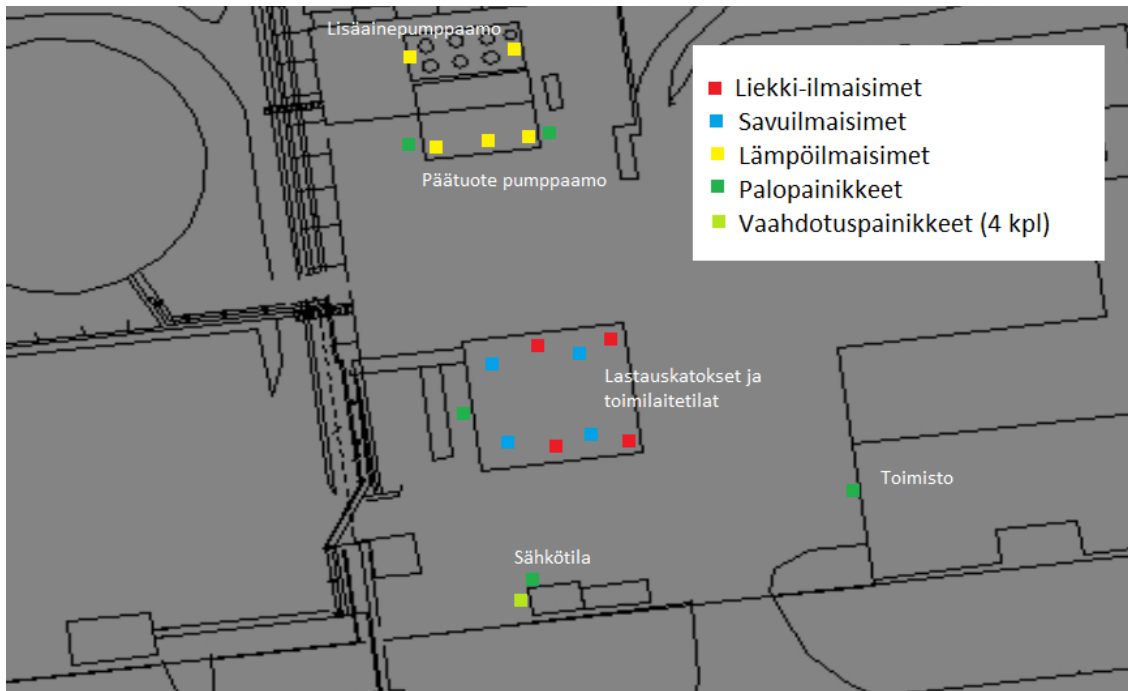 Lisäainepumppaamo
Liekki-ilmaisimet
Savuilmaisimet
Lämpöilmaisimet
Palopainikkeet
Vaahdotuspainikkeet (4 kpl)
Päätuote pumppaamo
Lastauskatokset ja
toimilaitetilat
Toimisto
Sähkötila